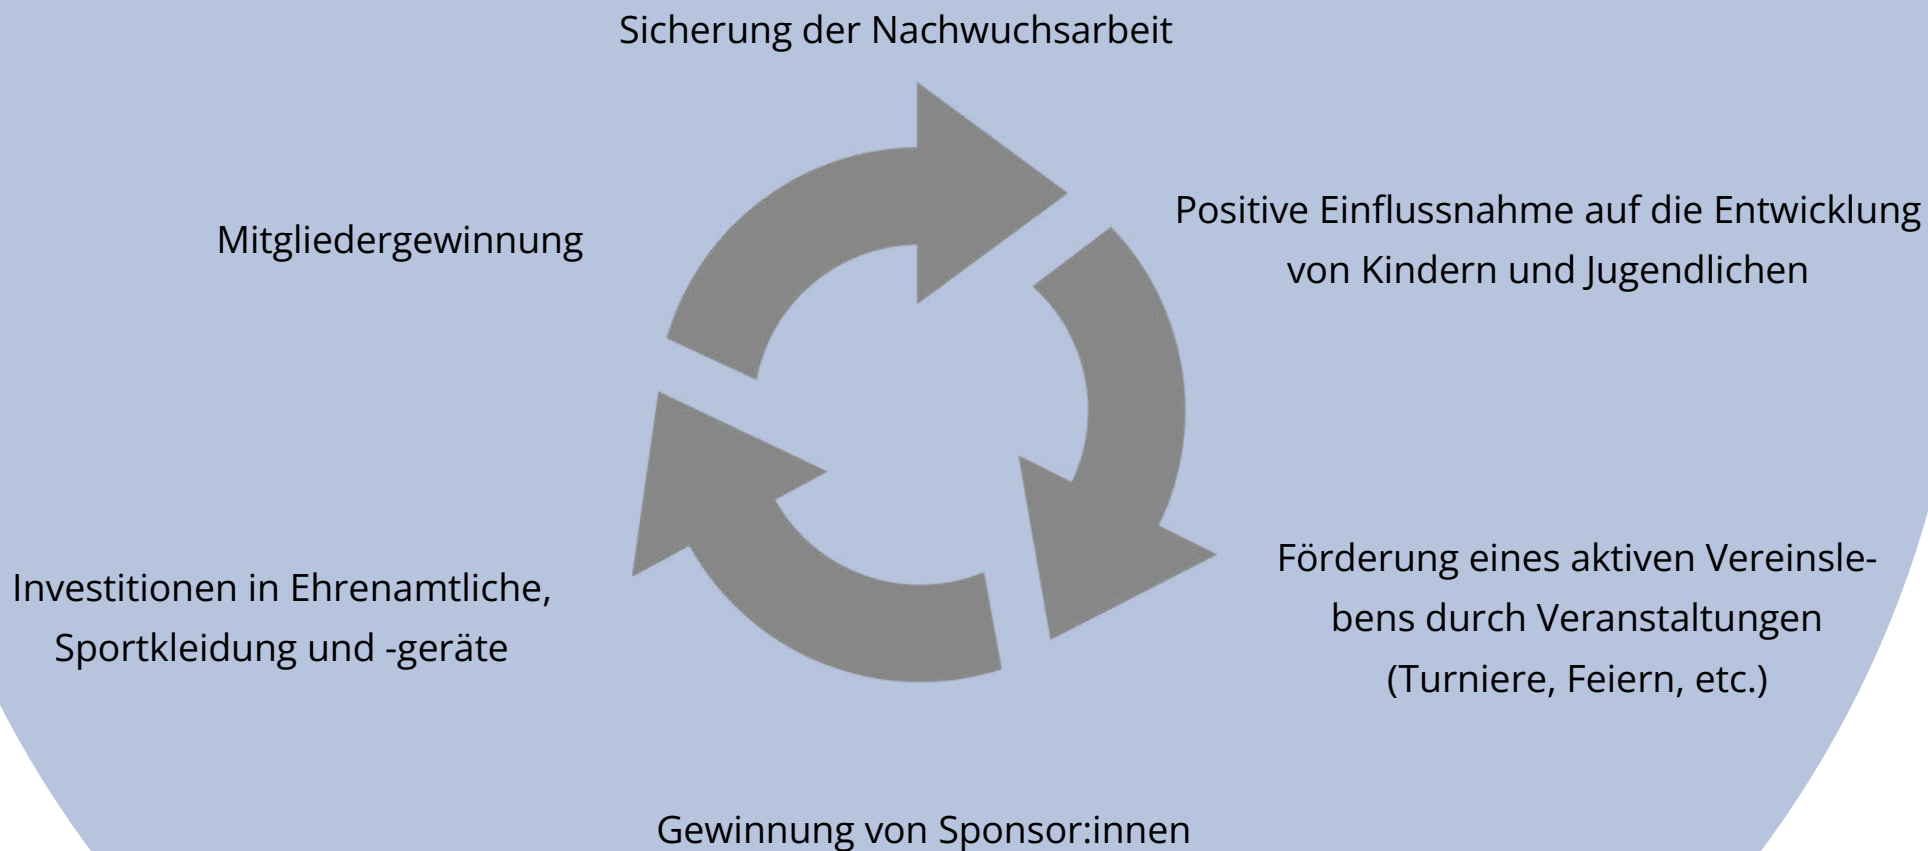 Sicherung der Nachwuchsarbeit
Positive Einflussnahme auf die Entwicklung
von Kindern und Jugendlichen
Förderung eines aktiven Vereinsle-
bens durch Veranstaltungen
(Turniere, Feiern, etc.)
Gewinnung von Sponsor:innen
Investitionen in Ehrenamtliche,
Sportkleidung und -geräte
Mitgliedergewinnung